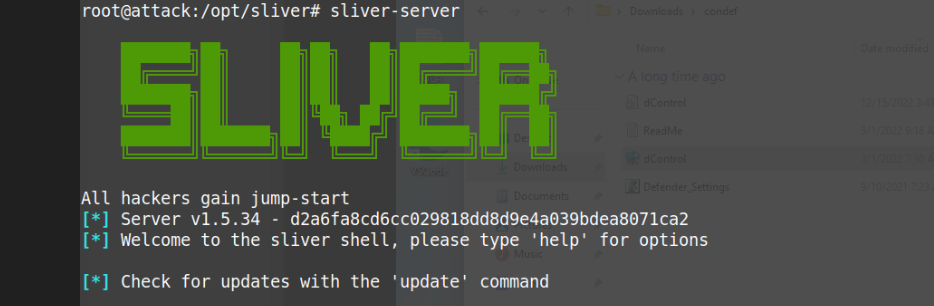 root@attack:/opt/sliver# sliver-server
SLIVER
All hackers gain jump-start
[*] Server v1.5.34 - d2a6fa8cd6cc029818dd8d9e4a039bdea8071ca2
[*] Welcome to the sliver shell, please type 'help' for options
[*] Check for updates with the 'update' command
Downloads
condef
Name
Date modified
A long time ago
dControl
ReadMe
dControl
Defender_Settings
Downloads
Documents
Music